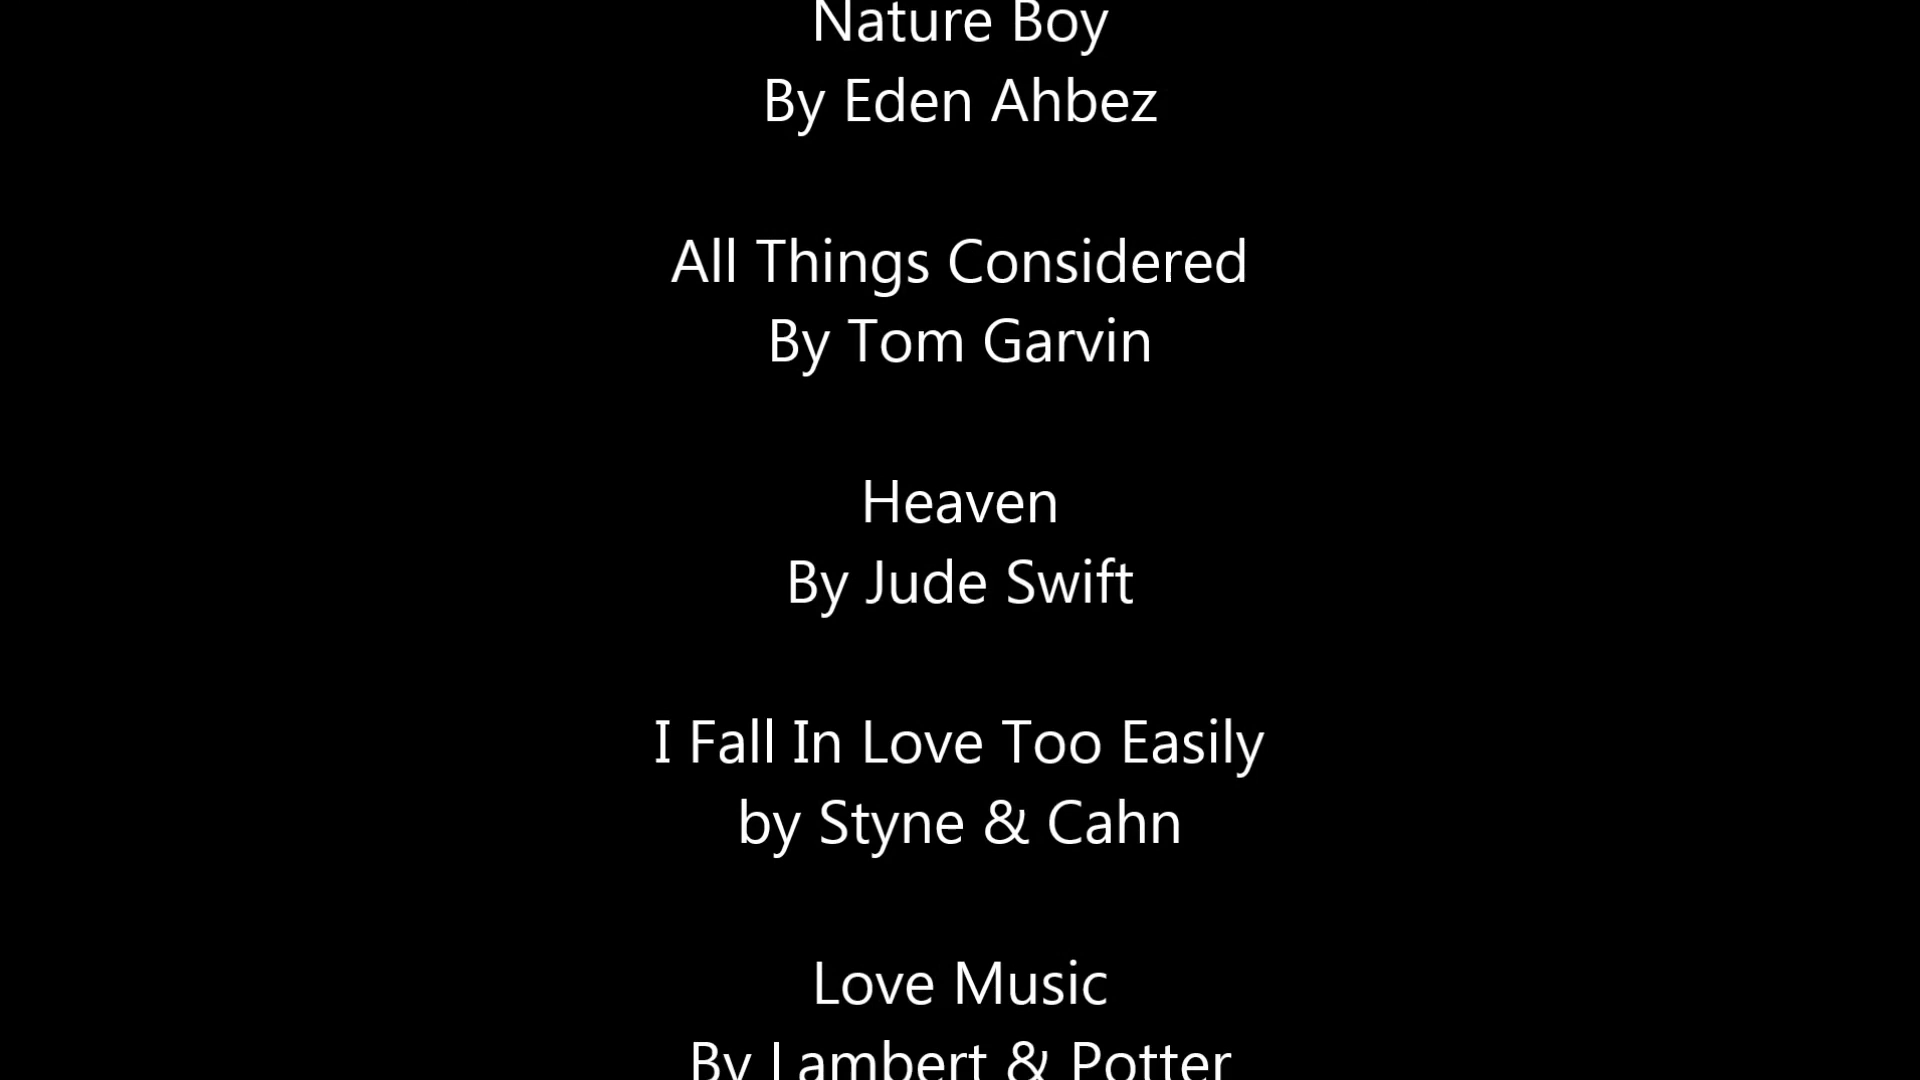 Nature Boy
By Eden Ahbez
All Things Considered
By Tom Garvin
Heaven
By Jude Swift
I Fall In Love Too Easily
by Styne & Cahn
Love Music
By Lambert & Potter